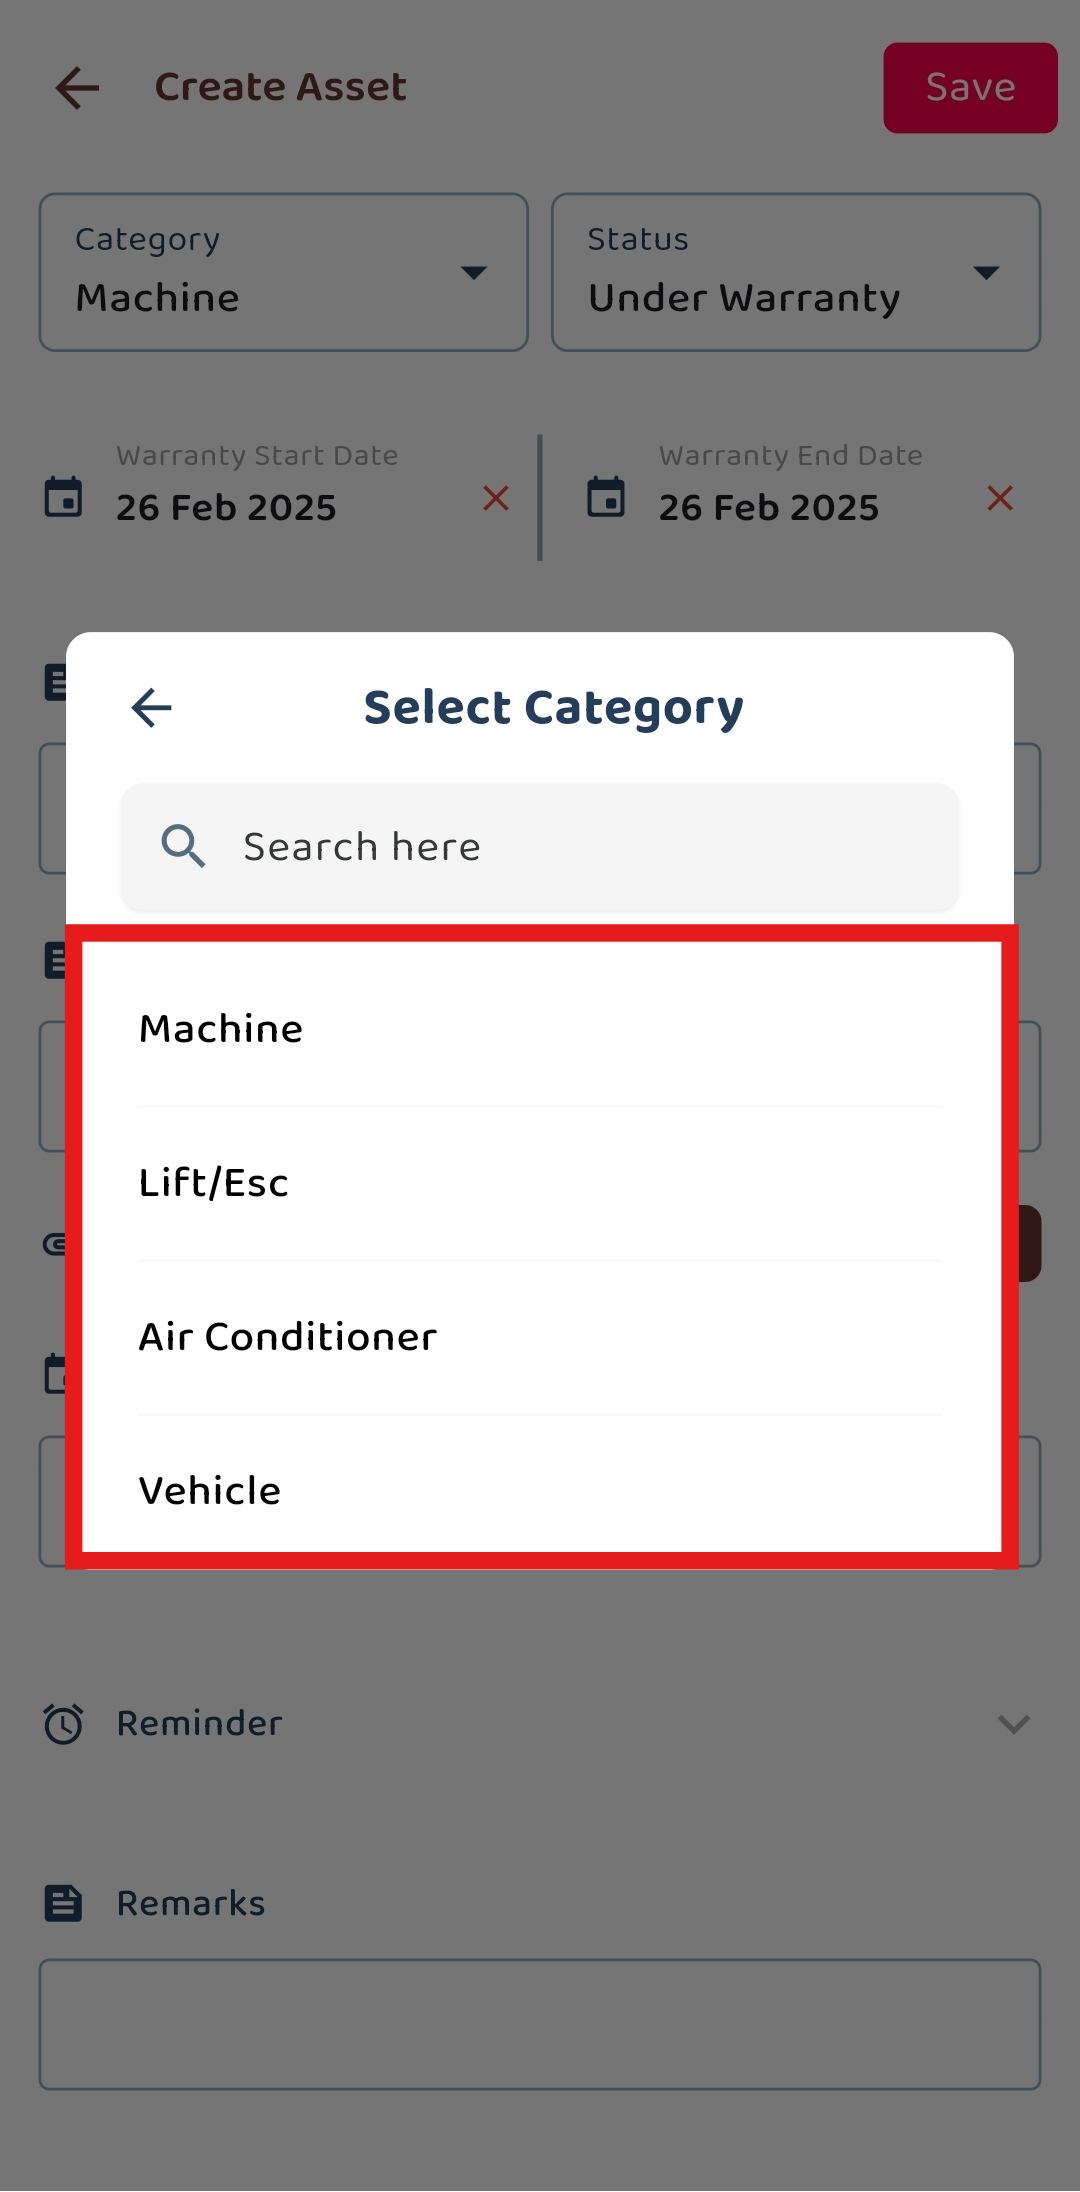 Create Asset
Save
Category
Machine
Status
Under Warranty
Warranty Start Date
26 Feb 2025
Warranty End Date
26 Feb 2025
Select Category
Search here
Machine
Lift/Esc
Air Conditioner
Vehicle
Reminder
Remarks